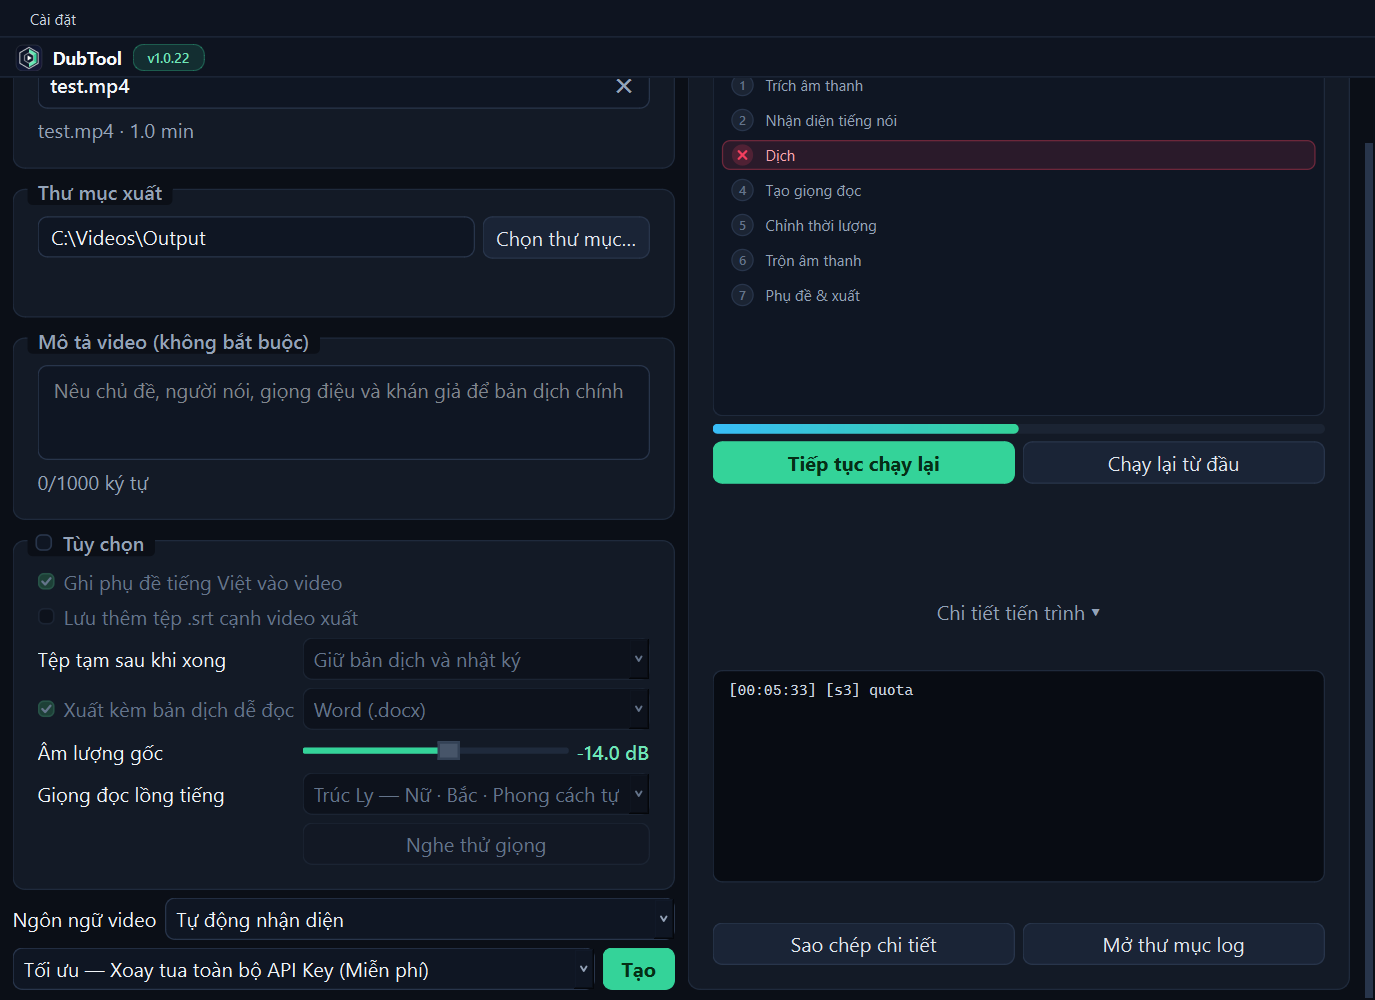 Cài đặt
DubTool v1.0.22
test.mp4
test.mp4 · 1.0 min
Thư mục xuất
C:\Videos\Output
Chọn thư mục...
Mô tả video (không bắt buộc)
Nêu chủ đề, người nói, giọng điệu và khán giả để bản dịch chính
0/1000 ký tự
Tùy chọn
Ghi phụ đề tiếng Việt vào video
Lưu thêm tệp .srt cạnh video xuất
Tệp tạm sau khi xong
Giữ bản dịch và nhật ký
Xuất kèm bản dịch dễ đọc
Word (.docx)
Âm lượng gốc
-14.0 dB
Giọng đọc lồng tiếng
Trúc Ly — Nữ · Bắc · Phong cách tự
Nghe thử giọng
Ngôn ngữ video
Tự động nhận diện
Tối ưu — Xoay tua toàn bộ API Key (Miễn phí)
Tạo
1 Trích âm thanh
2 Nhận diện tiếng nói
Dịch
4 Tạo giọng đọc
5 Chỉnh thời lượng
6 Trộn âm thanh
7 Phụ đề & xuất
Tiếp tục chạy lại
Chạy lại từ đầu
Chi tiết tiến trình
[00:05:33] [s3] quota
Sao chép chi tiết
Mở thư mục log